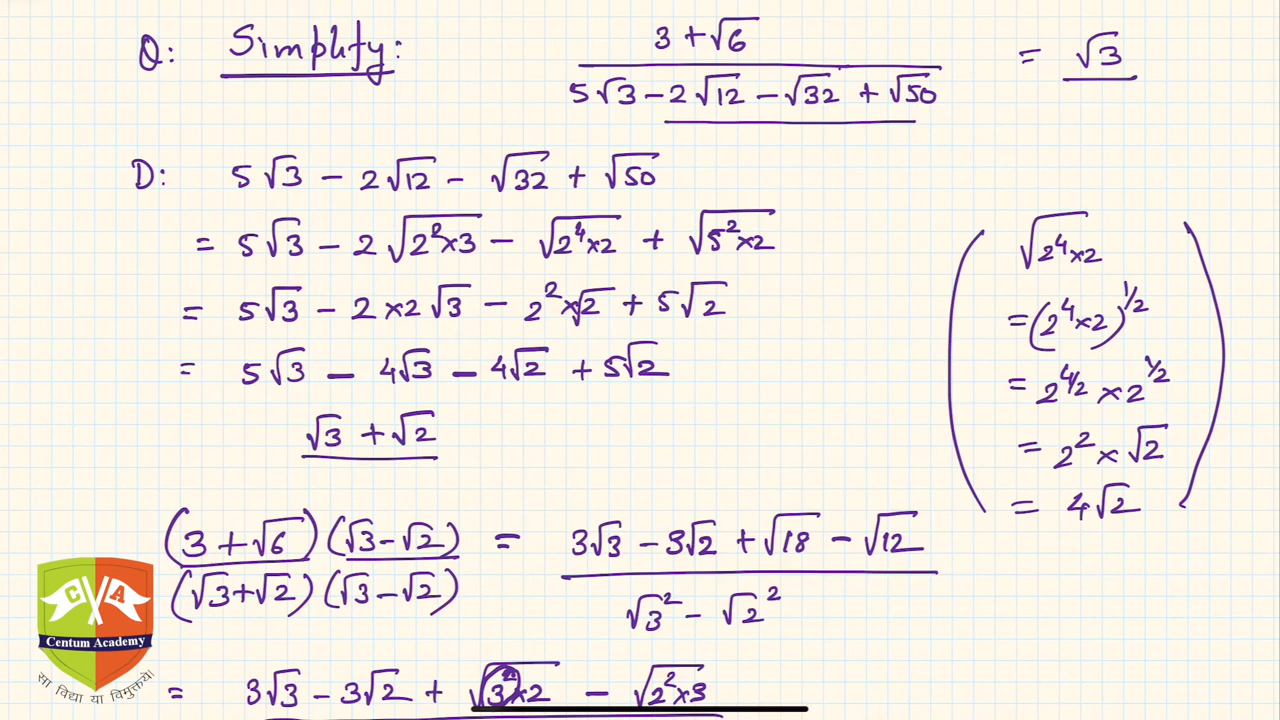 Q: Simplify: (3 + √6) / (5√3 − 2√12 − √32 + √50) = √3
D: 5√3 − 2√12 − √32 + √50
= 5√3 − 2√(2²×3) − √(2⁴×2) + √(5²×2)
= 5√3 − 2×2√3 − 2²×√2 + 5√2
= 5√3 − 4√3 − 4√2 + 5√2
√3 + √2
(√(2⁴×2)
= (2⁴×2)^1/2
= 2^4/2 × 2^1/2
= 2² × √2
= 4√2)
(3 + √6)(√3 − √2) / (√3 + √2)(√3 − √2) = (3√3 − 3√2 + √18 − √12) / (√3² − √2²)
= 3√3 − 3√2 + √(3²×2) − √(2²×3)
C A
Centum Academy
सा विद्या या विमुक्तये